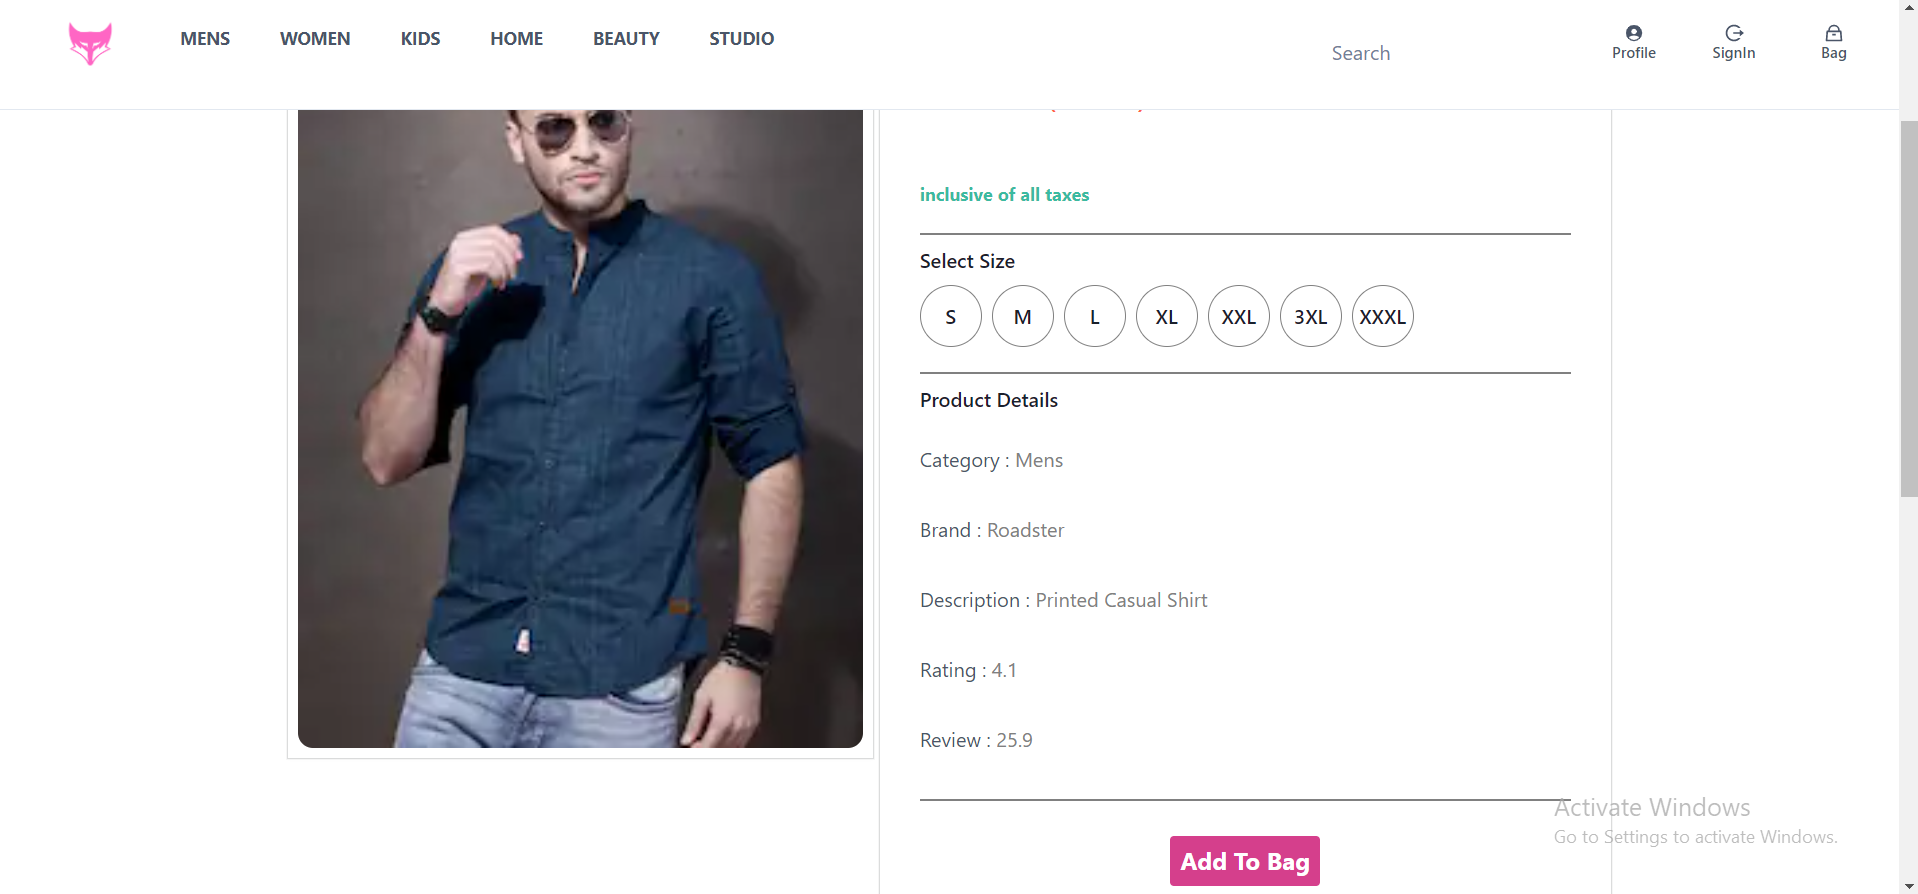 MENS WOMEN KIDS HOME BEAUTY STUDIO
Search
Profile SignIn Bag
inclusive of all taxes
Select Size
S M L XL XXL 3XL XXXL
Product Details
Category : Mens
Brand : Roadster
Description : Printed Casual Shirt
Rating : 4.1
Review : 25.9
Activate Windows
Go to Settings to activate Windows.
Add To Bag